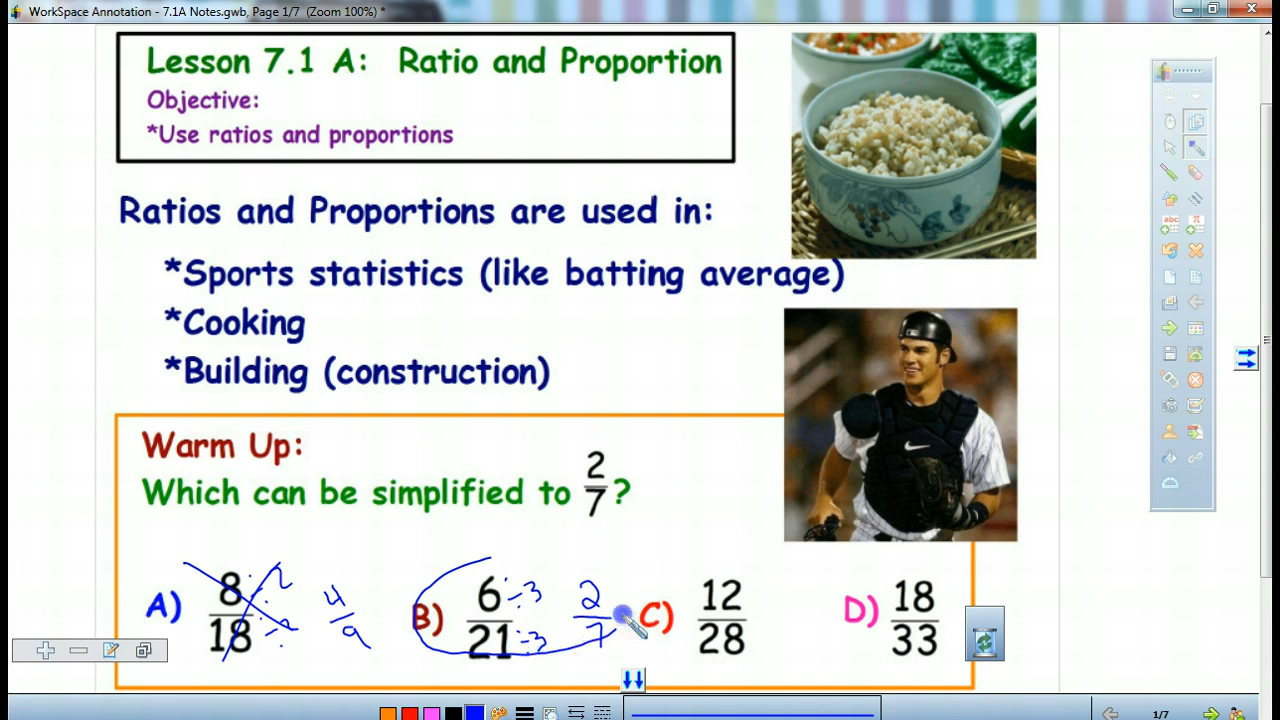 WorkSpace Annotation - 7.1A Notes.gwb, Page 1/7 (Zoom 100%) *
Lesson 7.1 A: Ratio and Proportion
Objective:
*Use ratios and proportions
Ratios and Proportions are used in:
*Sports statistics (like batting average)
*Cooking
*Building (construction)
Warm Up:
Which can be simplified to 2/7 ?
A) 8/18 ÷2 ÷2 4/9 B) 6/21 ÷3 ÷3 2/7 C) 12/28 D) 18/33
abc π
1/7